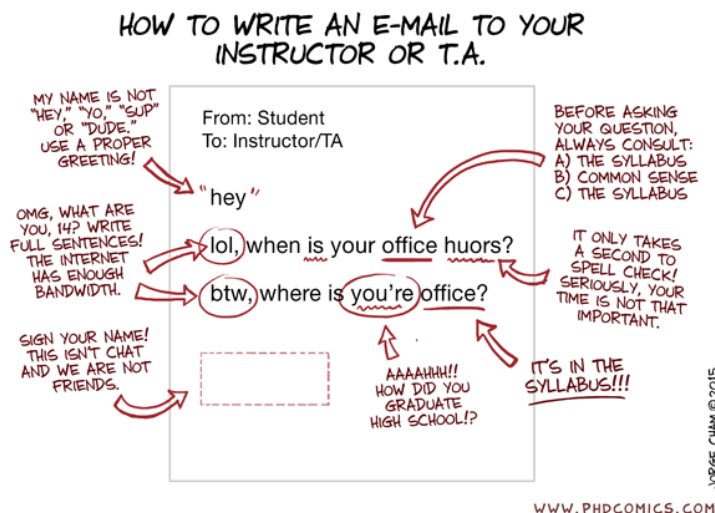 HOW TO WRITE AN E-MAIL TO YOUR
INSTRUCTOR OR T.A.
MY NAME IS NOT
"HEY," "YO," "SUP"
OR "DUDE."
USE A PROPER
GREETING!
From: Student
To: Instructor/TA
BEFORE ASKING
YOUR QUESTION,
ALWAYS CONSULT:
A) THE SYLLABUS
B) COMMON SENSE
C) THE SYLLABUS
"hey"
OMG, WHAT ARE
YOU, 14? WRITE
FULL SENTENCES!
THE INTERNET
HAS ENOUGH
BANDWIDTH.
lol, when is your office huors?
btw, where is you're office?
IT ONLY TAKES
A SECOND TO
SPELL CHECK!
SERIOUSLY, YOUR
TIME IS NOT THAT
IMPORTANT.
SIGN YOUR NAME!
THIS ISN'T CHAT
AND WE ARE NOT
FRIENDS.
AAAAHHH!!
HOW DID YOU
GRADUATE
HIGH SCHOOL!?
IT'S IN THE
SYLLABUS!!!
JORGE CHAM © 2015
WWW.PHDCOMICS.COM